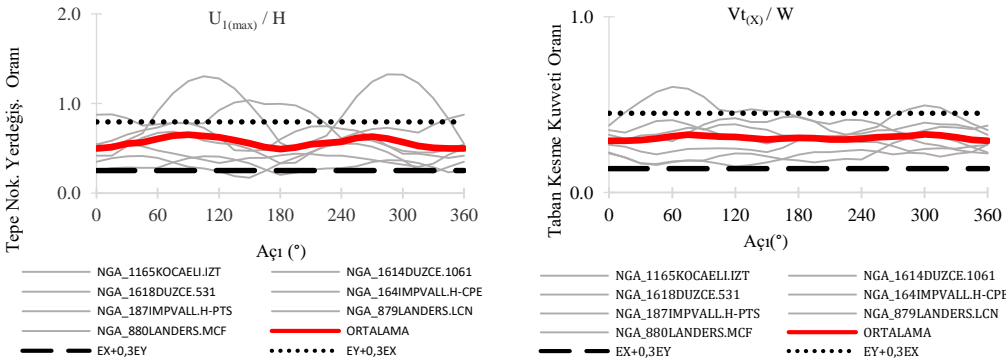 U1(max) / H
Tepe Nok. Yerdeğiş. Oranı
2.0
1.0
0.0
0 60 120 180 240 300 360
Açı (°)
NGA_1165KOCAELI.IZT
NGA_1614DUZCE.1061
NGA_1618DUZCE.531
NGA_164IMPVALL.H-CPE
NGA_187IMPVALL.H-PTS
NGA_879LANDERS.LCN
NGA_880LANDERS.MCF
ORTALAMA
EX+0,3EY
EY+0,3EX
Vt(X) / W
Taban Kesme Kuvveti Oranı
1.0
0.0
0 60 120 180 240 300 360
Açı(°)
NGA_1165KOCAELI.IZT
NGA_1614DUZCE.1061
NGA_1618DUZCE.531
NGA_164IMPVALL.H-CPE
NGA_187IMPVALL.H-PTS
NGA_879LANDERS.LCN
NGA_880LANDERS.MCF
ORTALAMA
EX+0,3EY
EY+0,3EX